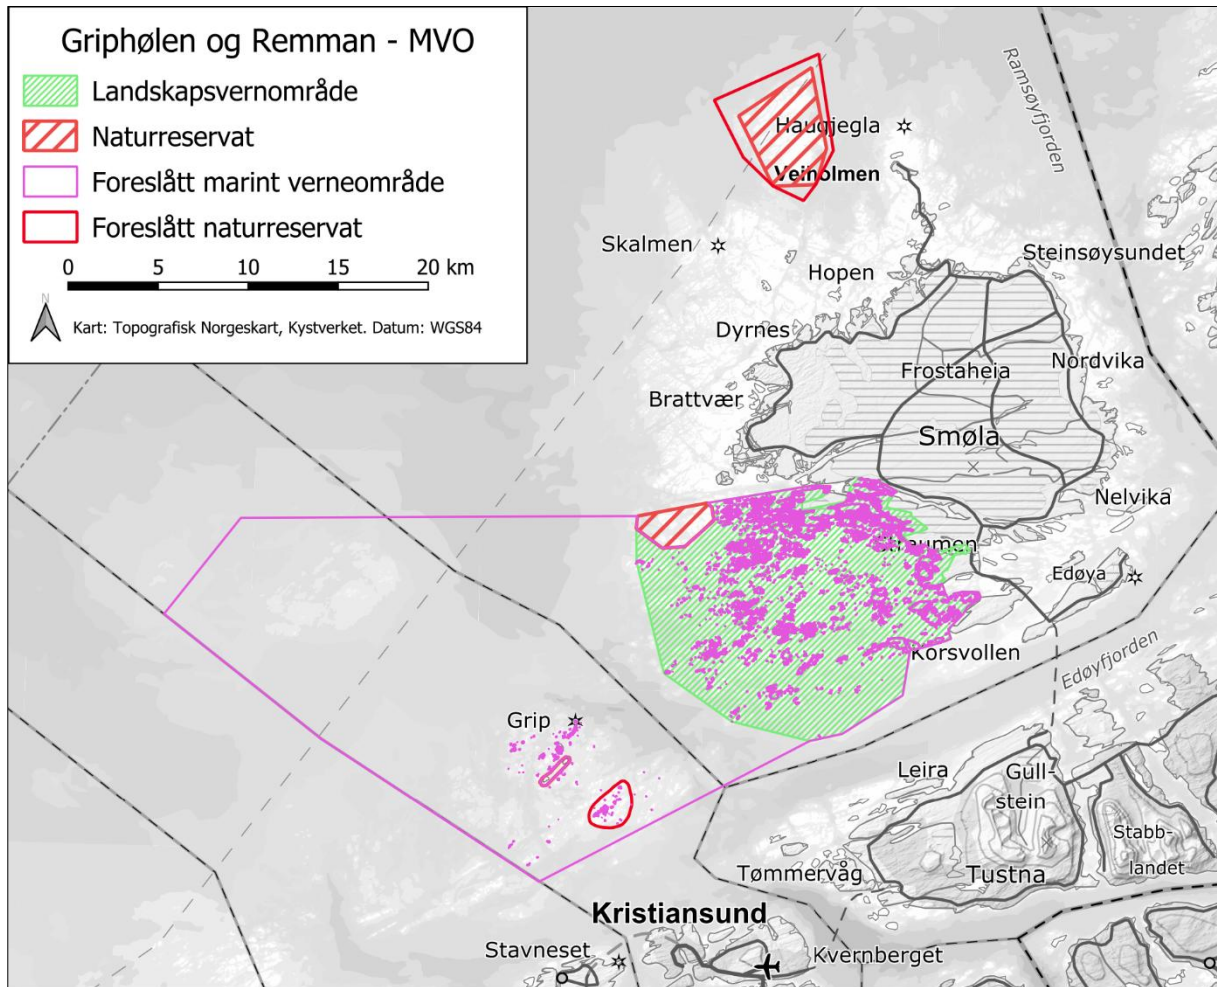 Griphølen og Remman - MVO
Landskapsvernområde
Naturreservat
Foreslått marint verneområde
Foreslått naturreservat
0 5 10 15 20 km
N
Kart: Topografisk Norgeskart, Kystverket. Datum: WGS84
Ramsøyfjorden
Haugjegla
Veiholmen
Skalmen
Steinsøysundet
Hopen
Dyrnes
Frostaheia
Nordvika
Brattvær
Smøla
Nelvika
Straumen
Edøya
Korsvollen
Edøyfjorden
Grip
Leira
Gull-
stein
Stabb-
landet
Tømmervåg
Tustna
Kristiansund
Stavneset
Kvernberget